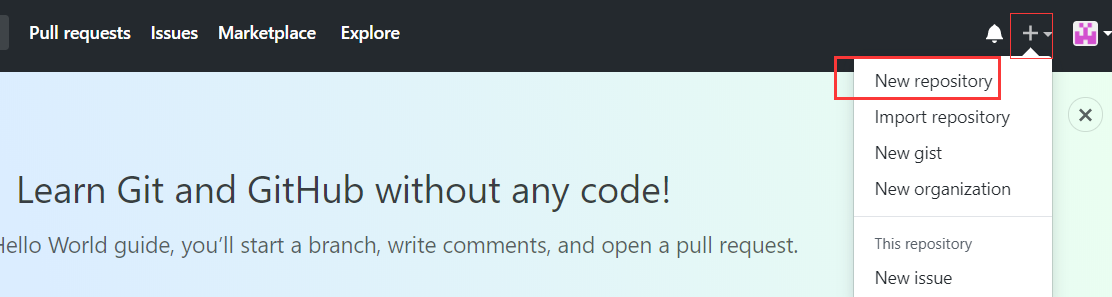 Pull requests Issues Marketplace Explore
New repository
Import repository
New gist
New organization
This repository
New issue
Learn Git and GitHub without any code!
Hello World guide, you’ll start a branch, write comments, and open a pull request.